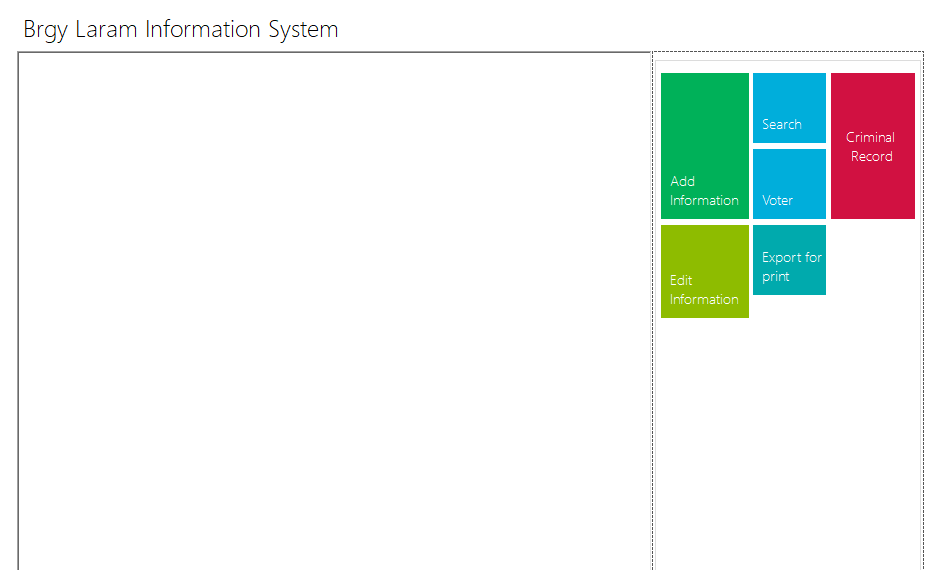 Brgy Laram Information System
Add
Information
Search
Voter
Criminal
Record
Edit
Information
Export for
print